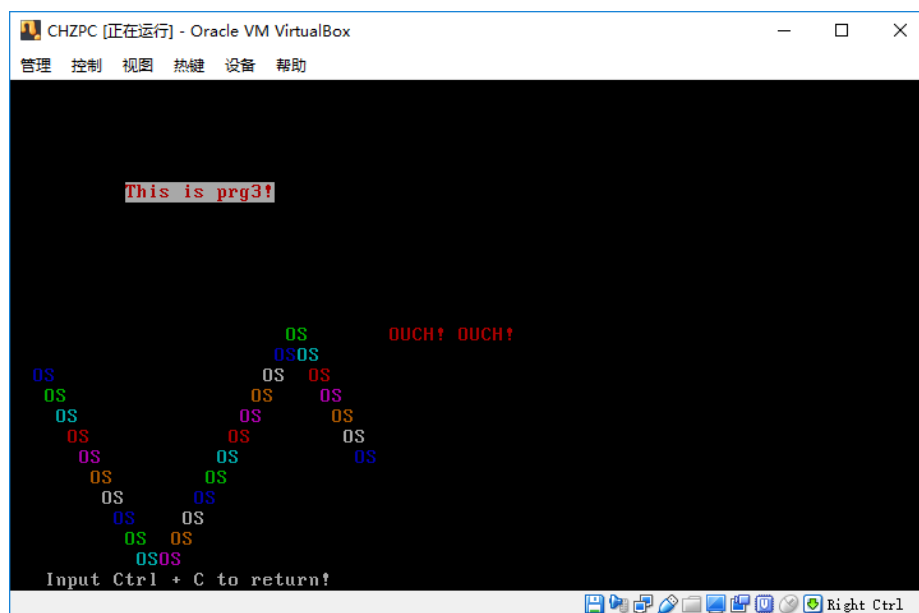 CHZPC [正在运行] - Oracle VM VirtualBox
管理 控制 视图 热键 设备 帮助
This is prg3!
OS OUCH! OUCH!
OSOS
OS OS OS
OS OS OS
OS OS OS
OS OS OS
OS OS OS
OS OS
OS OS
OS OS
OS OS
OSOS
Input Ctrl + C to return!
Right Ctrl